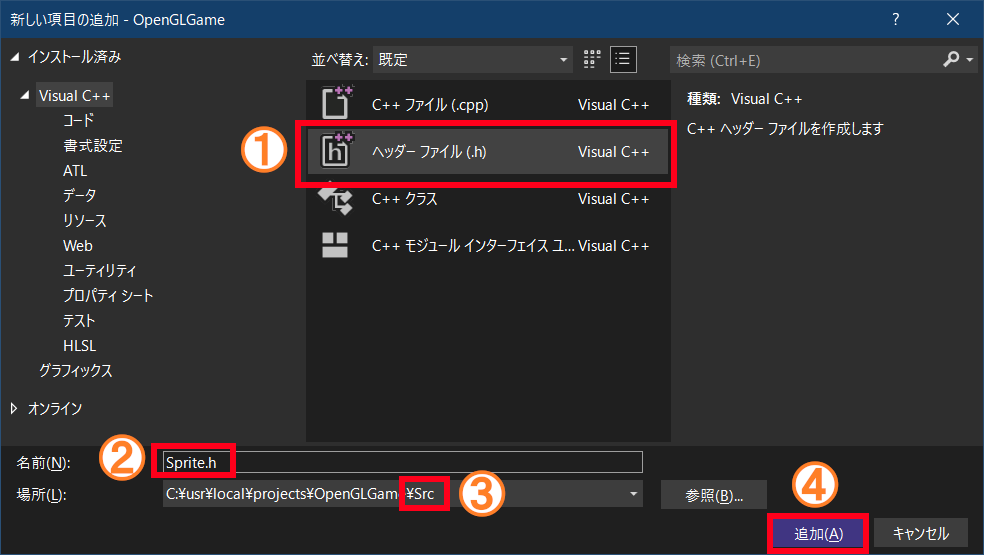 新しい項目の追加 - OpenGLGame
?
インストール済み
並べ替え: 既定
検索 (Ctrl+E)
Visual C++
コード
書式設定
ATL
データ
リソース
Web
ユーティリティ
プロパティ シート
テスト
HLSL
グラフィックス
オンライン
C++ ファイル (.cpp) Visual C++
① ヘッダー ファイル (.h) Visual C++
C++ クラス Visual C++
C++ モジュール インターフェイス ユ... Visual C++
種類: Visual C++
C++ ヘッダー ファイルを作成します
名前(N): ② Sprite.h
場所(L): C:¥usr¥local¥projects¥OpenGLGame¥Src ③
参照(B)...
④
追加(A) キャンセル